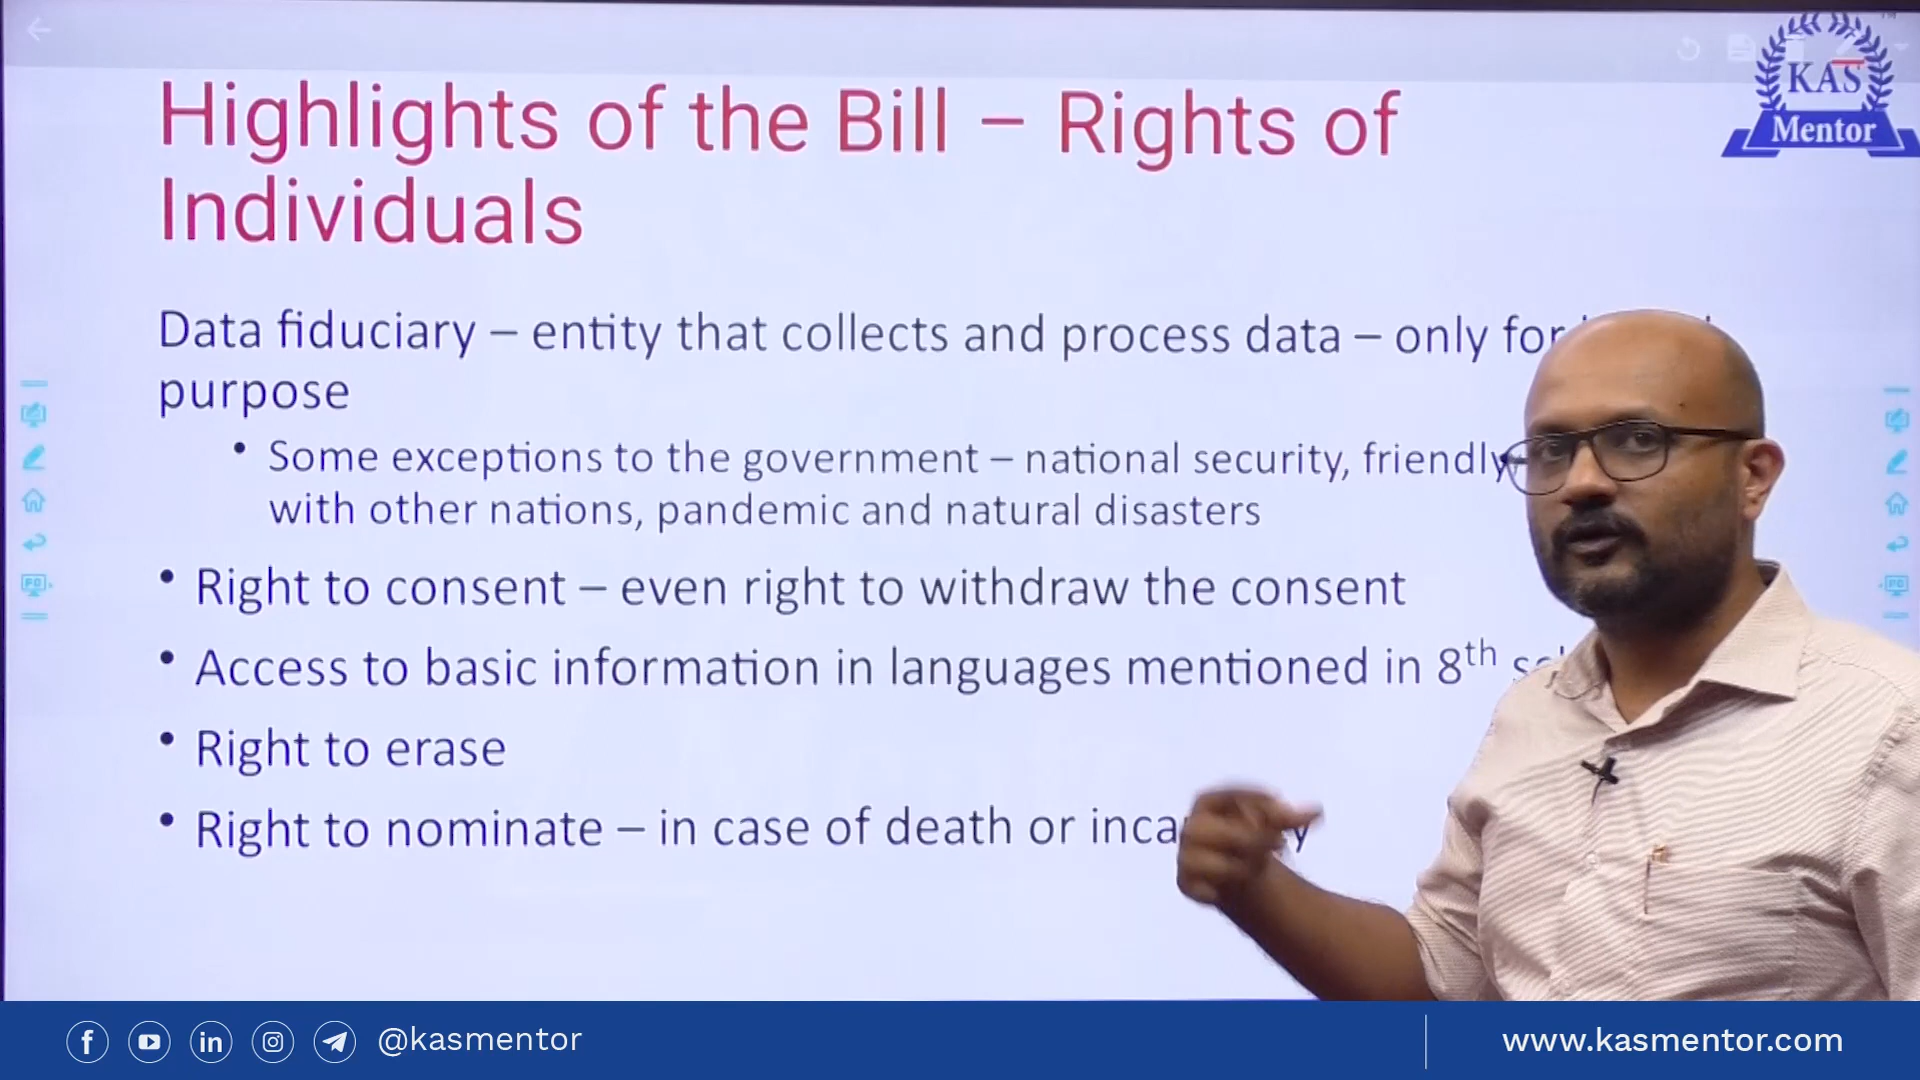 KAS
Mentor
Highlights of the Bill – Rights of
Individuals
Data fiduciary – entity that collects and process data – only for
purpose
• Some exceptions to the government – national security, friendly
with other nations, pandemic and natural disasters
• Right to consent – even right to withdraw the consent
• Access to basic information in languages mentioned in 8th
• Right to erase
• Right to nominate – in case of death or
@kasmentor
www.kasmentor.com